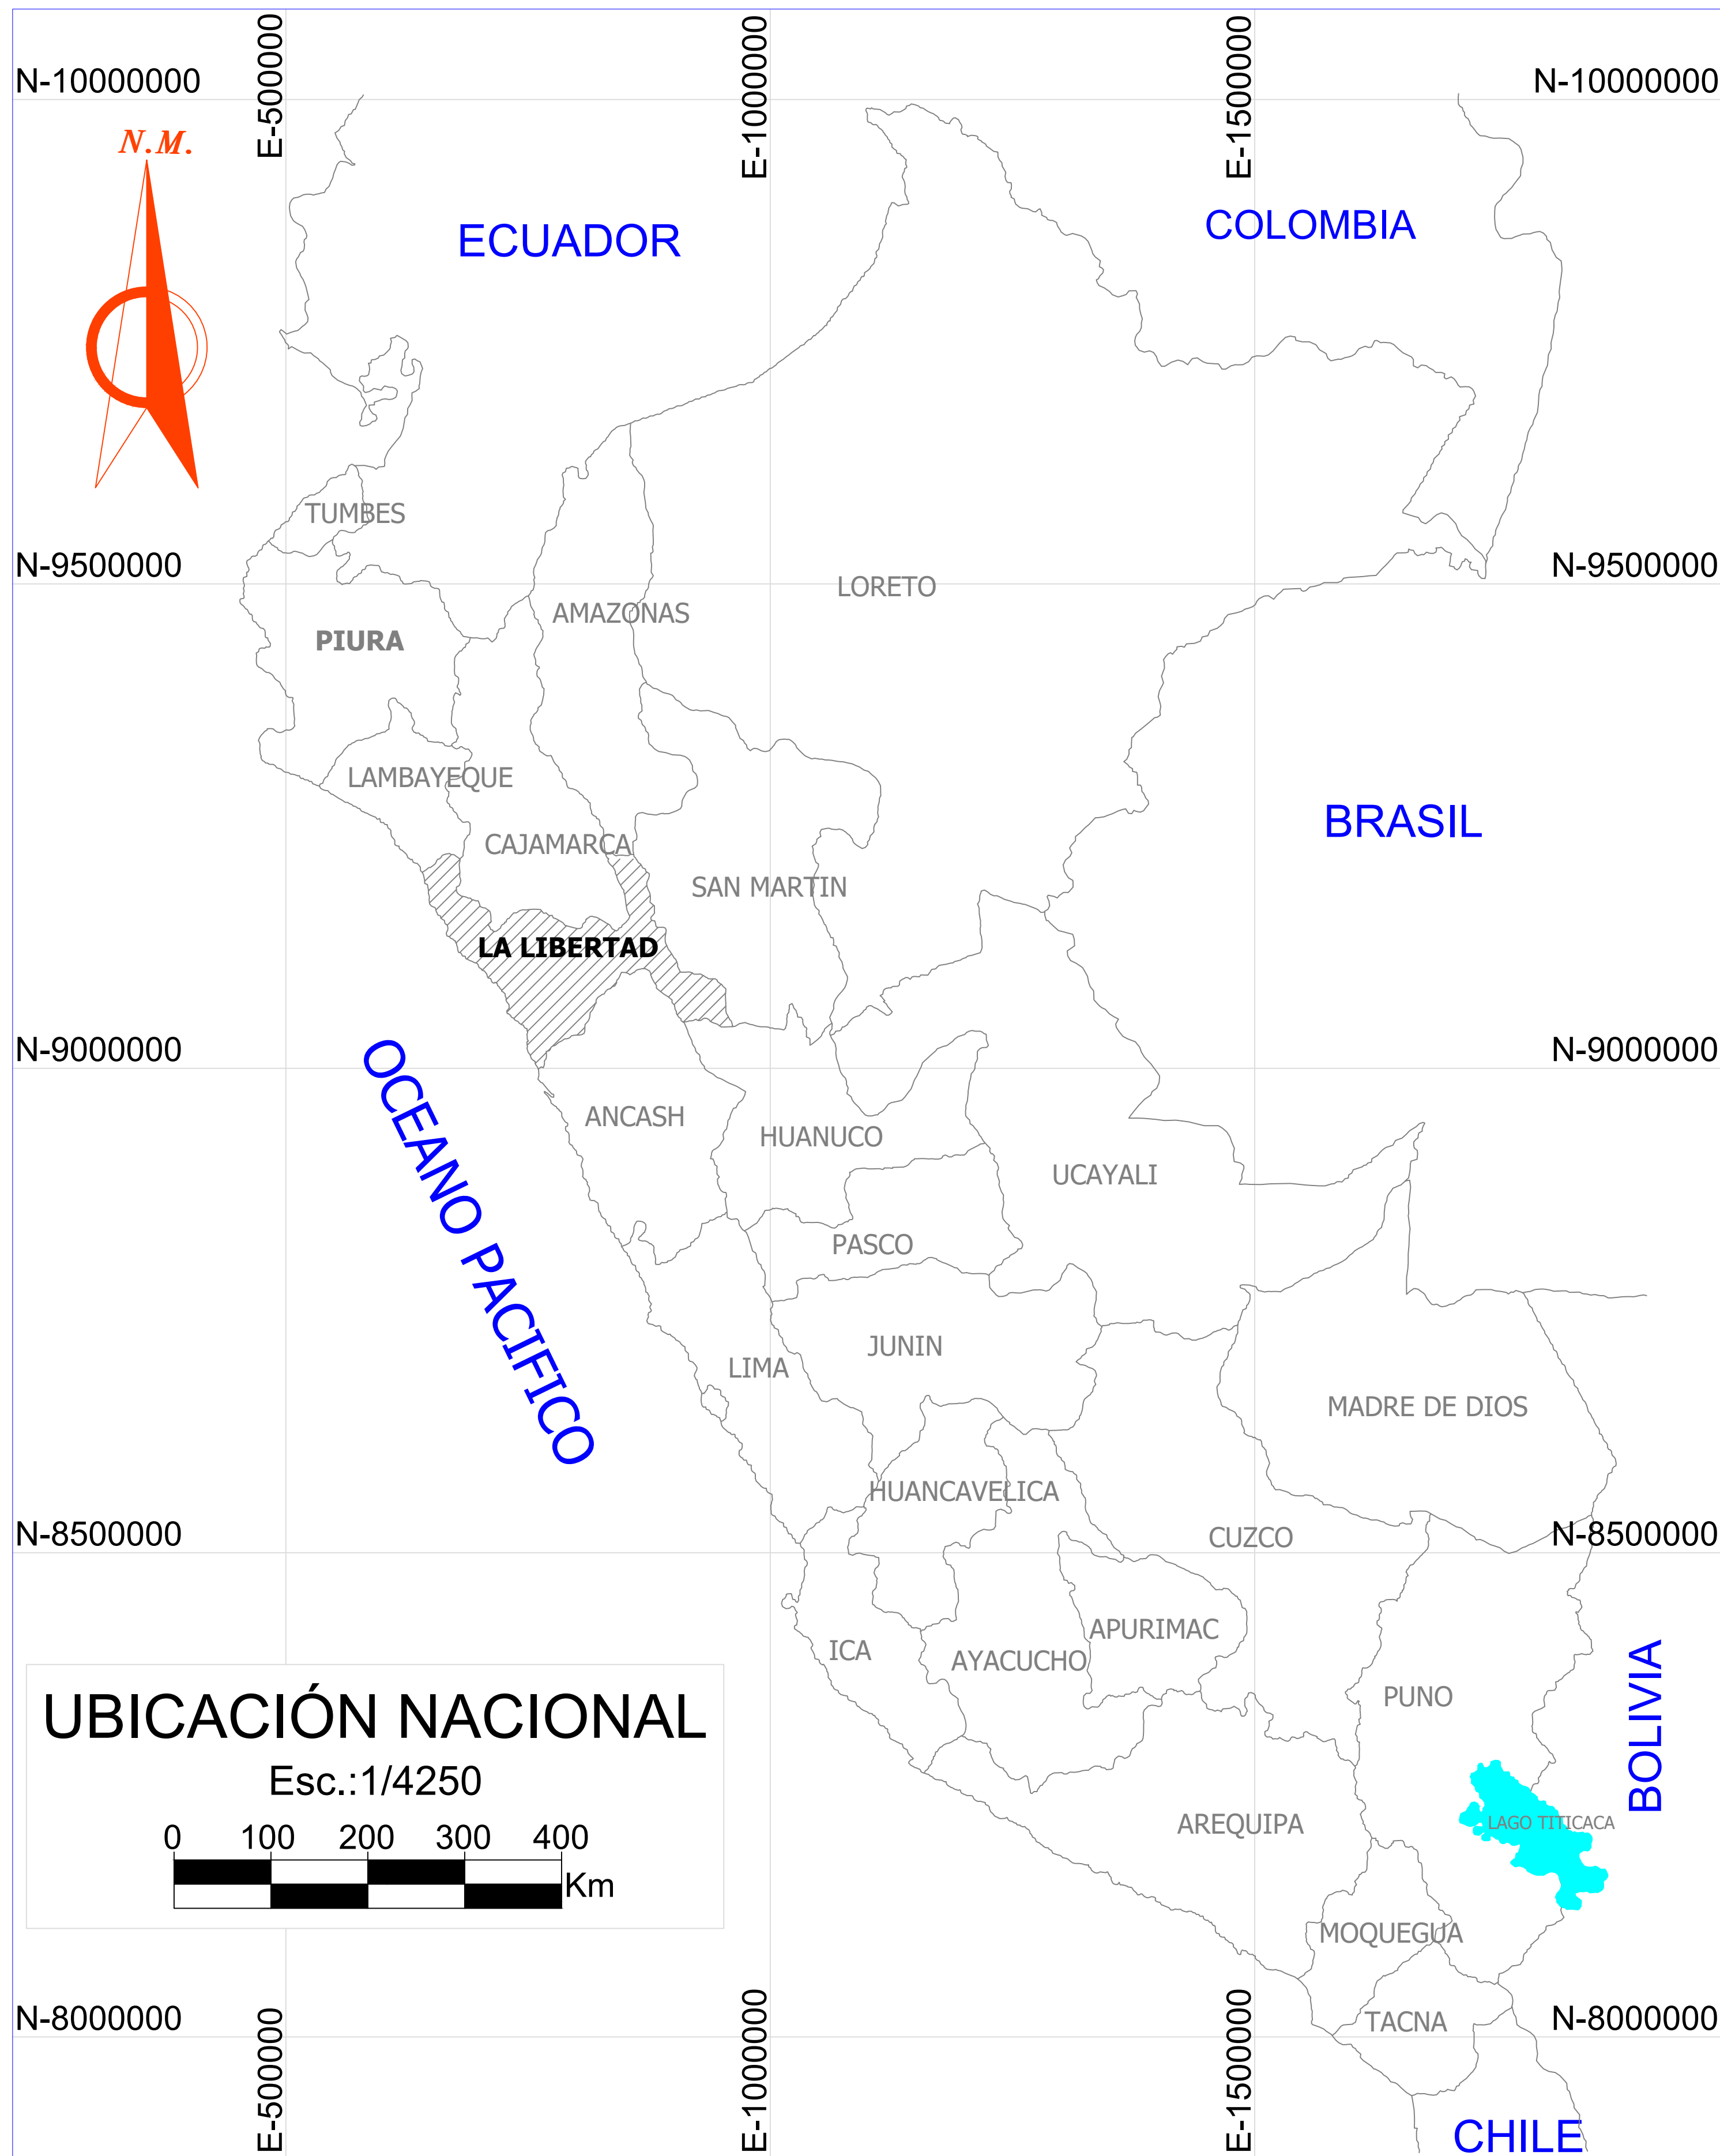 E-500000
E-1000000
E-1500000
N-10000000
N-10000000
N.M.
ECUADOR
COLOMBIA
TUMBES
N-9500000
N-9500000
LORETO
AMAZONAS
PIURA
LAMBAYEQUE
BRASIL
CAJAMARCA
SAN MARTIN
LA LIBERTAD
N-9000000
N-9000000
OCEANO PACIFICO
ANCASH
HUANUCO
UCAYALI
PASCO
JUNIN
LIMA
MADRE DE DIOS
HUANCAVELICA
N-8500000
CUZCO
N-8500000
APURIMAC
ICA
AYACUCHO
PUNO
BOLIVIA
UBICACIÓN NACIONAL
Esc.:1/4250
0 100 200 300 400
Km
AREQUIPA
LAGO TITICACA
MOQUEGUA
N-8000000
TACNA
N-8000000
E-500000
E-1000000
E-1500000
CHILE